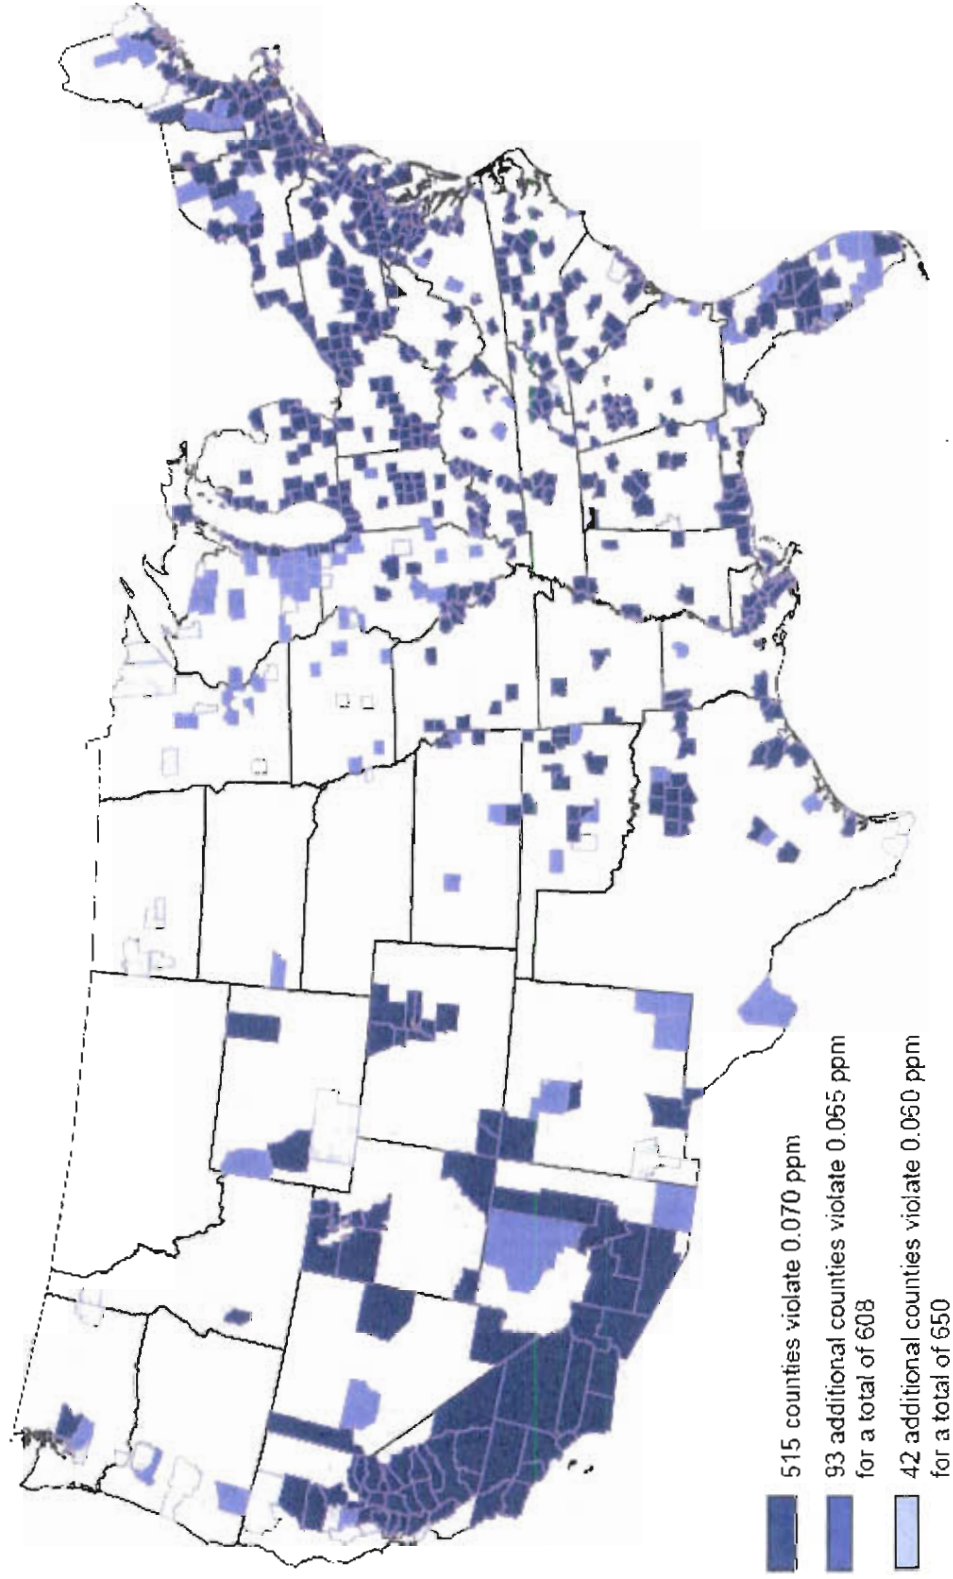 515 counties violate 0.070 ppm
93 additional counties violate 0.065 ppm
for a total of 608
42 additional counties violate 0.060 ppm
for a total of 650